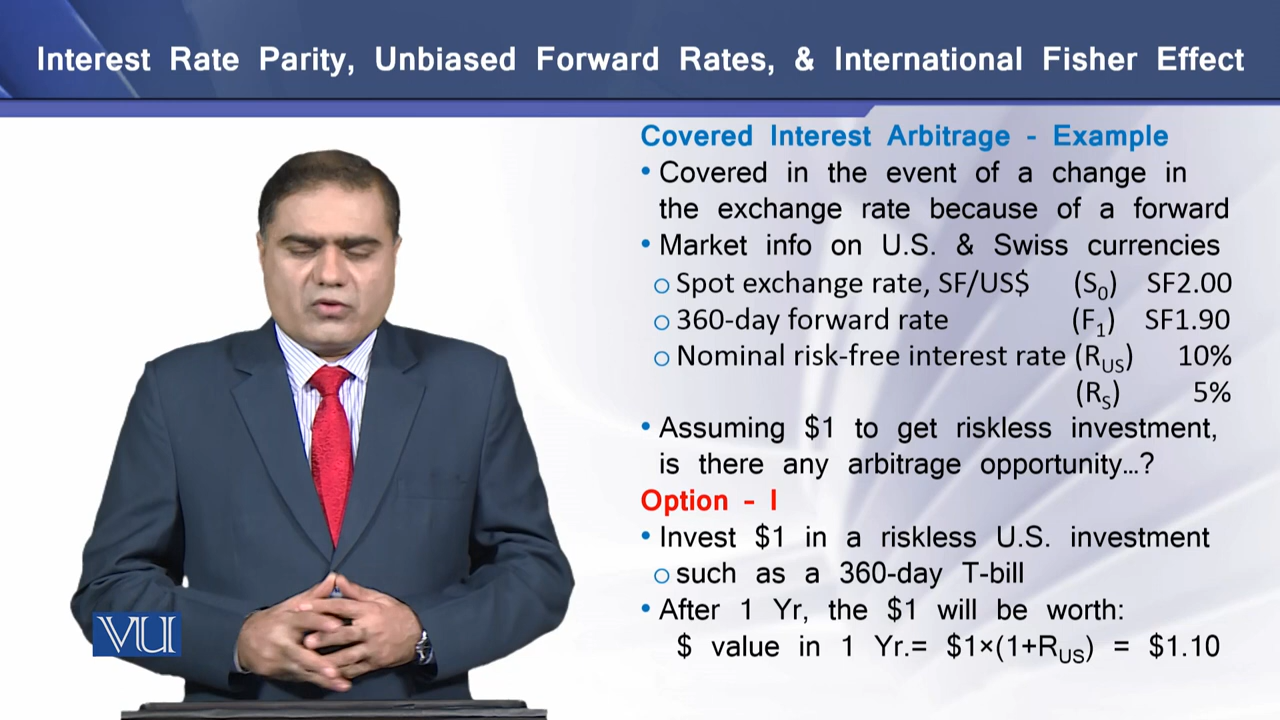 Interest Rate Parity, Unbiased Forward Rates, & International Fisher Effect
Covered Interest Arbitrage - Example
• Covered in the event of a change in
the exchange rate because of a forward
• Market info on U.S. & Swiss currencies
o Spot exchange rate, SF/US$ (S₀) SF2.00
o 360-day forward rate (F₁) SF1.90
o Nominal risk-free interest rate (R_US) 10%
(R_S) 5%
• Assuming $1 to get riskless investment,
is there any arbitrage opportunity…?
Option - I
• Invest $1 in a riskless U.S. investment
o such as a 360-day T-bill
• After 1 Yr, the $1 will be worth:
$ value in 1 Yr.= $1×(1+R_US) = $1.10
VU